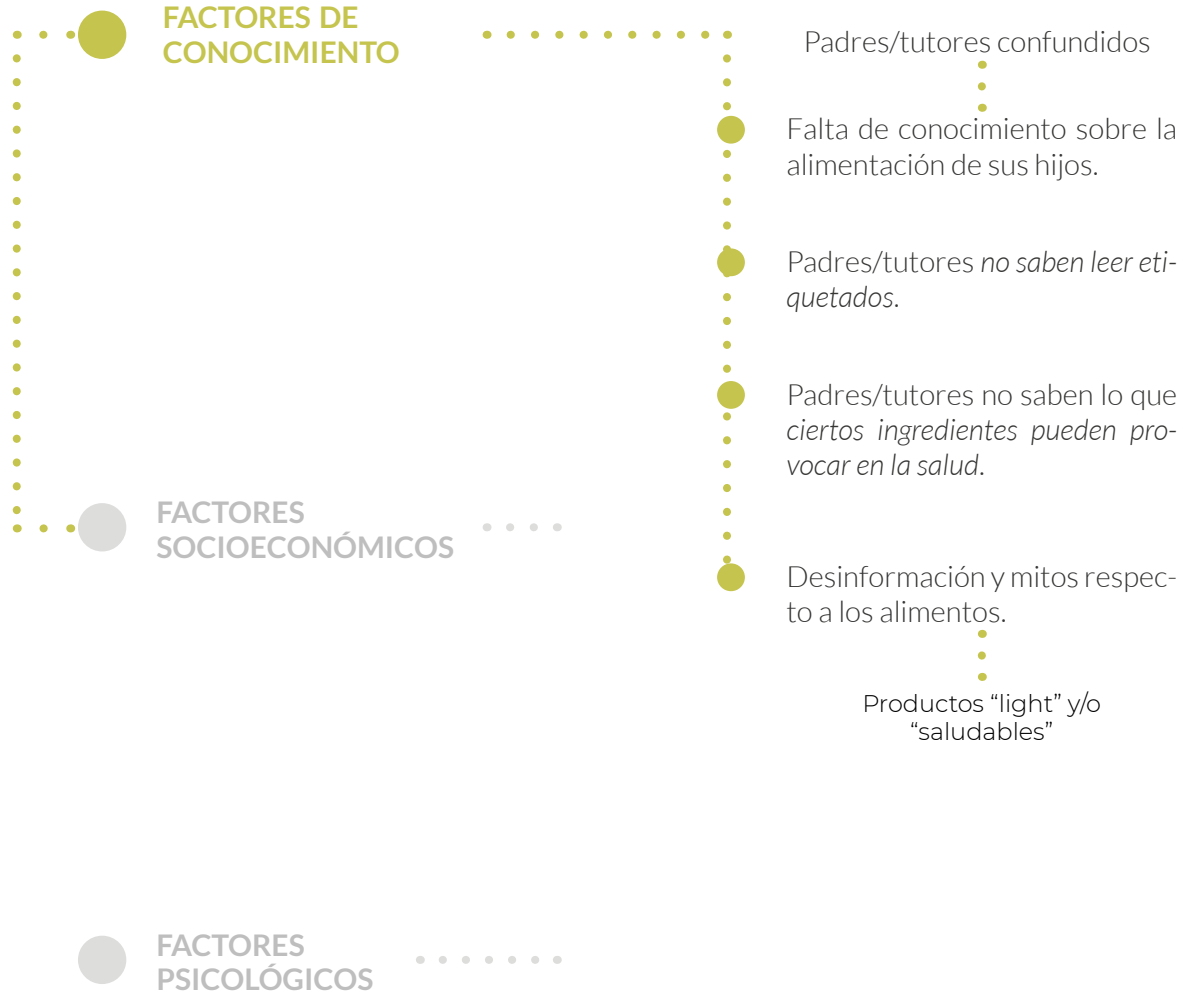 FACTORES DE
CONOCIMIENTO
Padres/tutores confundidos
Falta de conocimiento sobre la
alimentación de sus hijos.
Padres/tutores no saben leer eti-
quetados.
Padres/tutores no saben lo que
ciertos ingredientes pueden pro-
vocar en la salud.
FACTORES
SOCIOECONÓMICOS
Desinformación y mitos respec-
to a los alimentos.
Productos “light” y/o
“saludables”
FACTORES
PSICOLÓGICOS